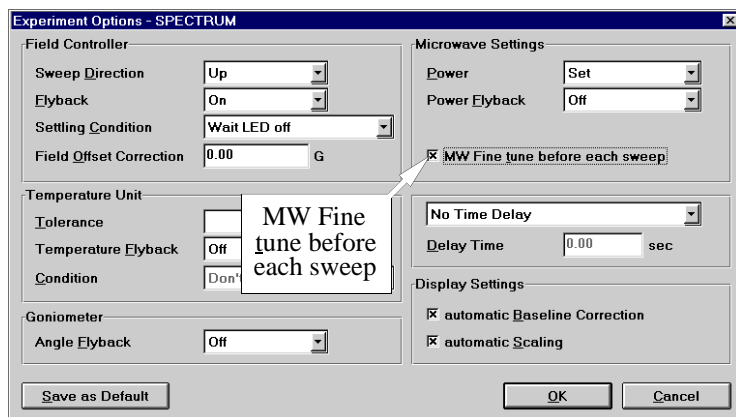 Experiment Options - SPECTRUM
Field Controller
Sweep Direction Up
Flyback On
Settling Condition Wait LED off
Field Offset Correction 0.00 G
Microwave Settings
Power Set
Power Flyback Off
MW Fine tune before each sweep
Temperature Unit
Tolerance
Temperature Flyback Off
Condition Don't
MW Fine
tune before
each sweep
No Time Delay
Delay Time 0.00 sec
Display Settings
automatic Baseline Correction
automatic Scaling
Goniometer
Angle Flyback Off
Save as Default
OK
Cancel